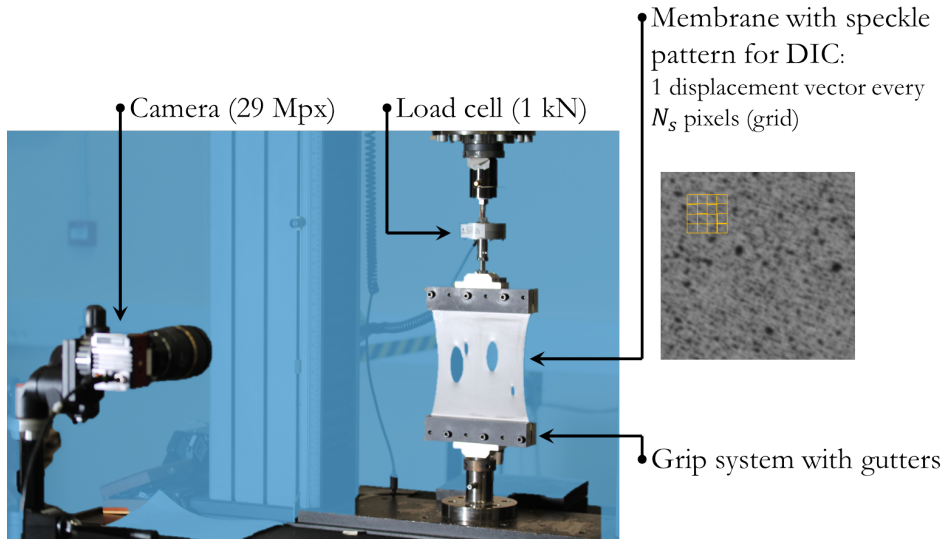 Membrane with speckle
pattern for DIC:
1 displacement vector every
N_s pixels (grid)
Camera (29 Mpx)
Load cell (1 kN)
Grip system with gutters